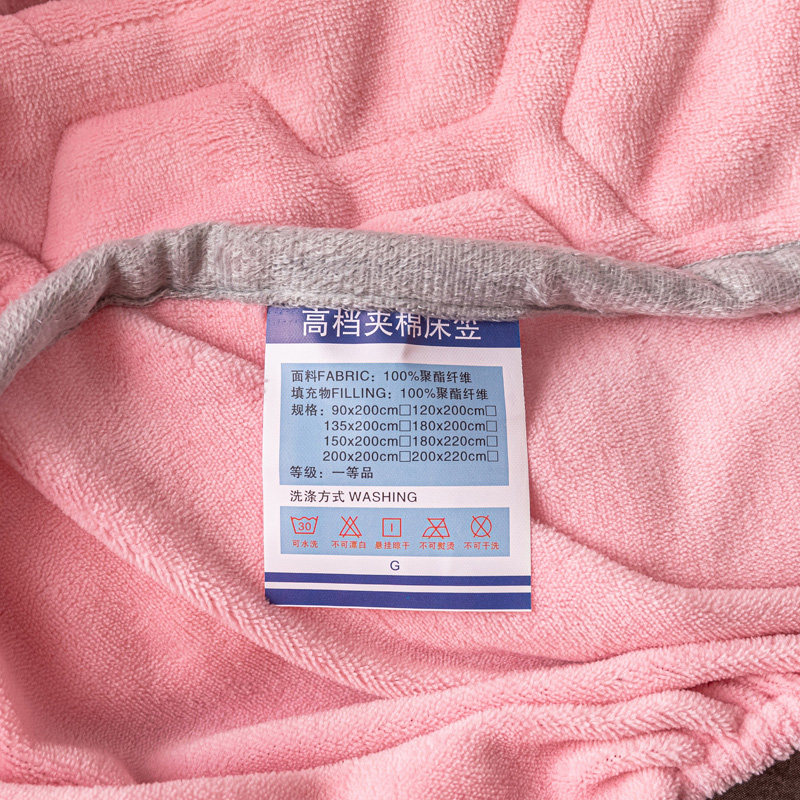 高档夹棉床笠
面料FABRIC：100%聚酯纤维
填充物FILLING：100%聚酯纤维
规格：90x200cm□120x200cm□
135x200cm□180x200cm□
150x200cm□180x220cm□
200x200cm□200x220cm□
等级：一等品
洗涤方式 WASHING
30
可水洗 不可漂白 悬挂晾干 不可熨烫 不可干洗
G